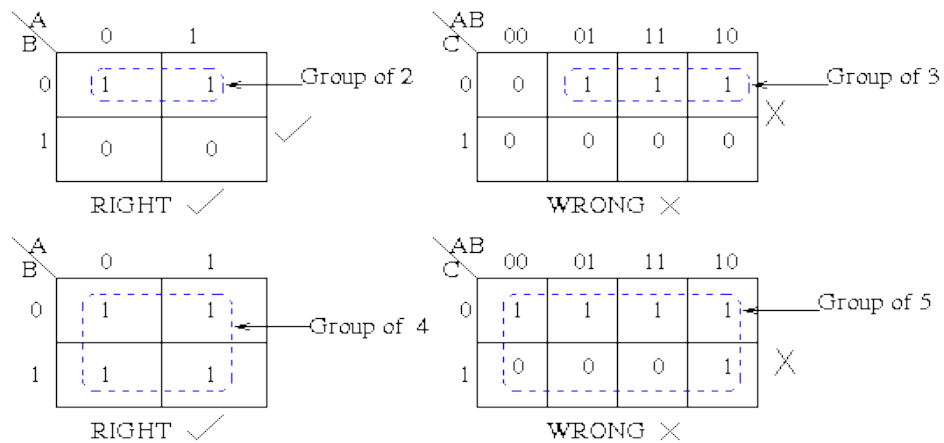 A
B
0 1
0 1 1 Group of 2
1 0 0
RIGHT
AB
C
00 01 11 10
0 0 1 1 1 Group of 3
1 0 0 0 0
WRONG
A
B
0 1
0 1 1
Group of 4
1 1 1
RIGHT
AB
C
00 01 11 10
0 1 1 1 1 Group of 5
1 0 0 0 1
WRONG